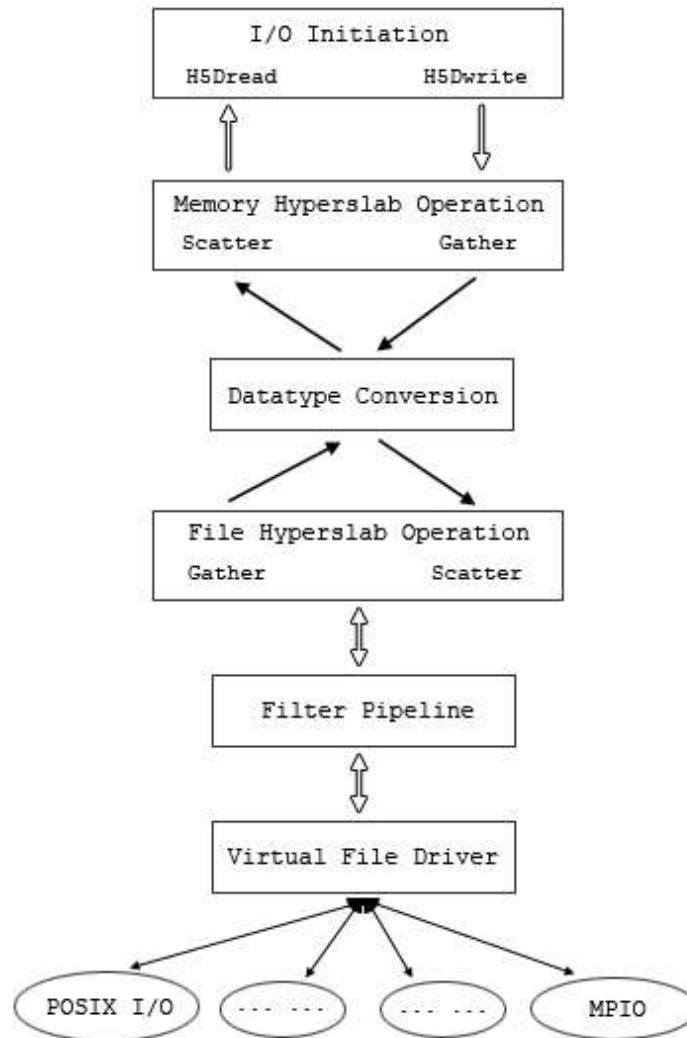 I/O Initiation
H5Dread H5Dwrite
Memory Hyperslab Operation
Scatter Gather
Datatype Conversion
File Hyperslab Operation
Gather Scatter
Filter Pipeline
Virtual File Driver
POSIX I/O --- --- --- --- MPIO